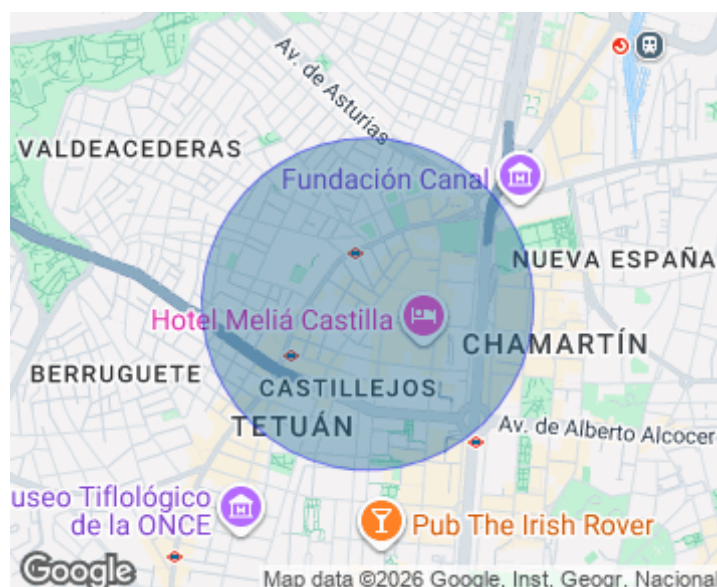 Av. de Asturias
VALDEACEDERAS
Fundación Canal
NUEVA ESPAÑA
Hotel Meliá Castilla
CHAMARTÍN
BERRUGUETE
CASTILLEJOS
TETUÁN
Av. de Alberto Alcocer
useo Tiflológico
de la ONCE
Pub The Irish Rover
Google
Map data ©2026 Google, Inst. Geogr. Nacional